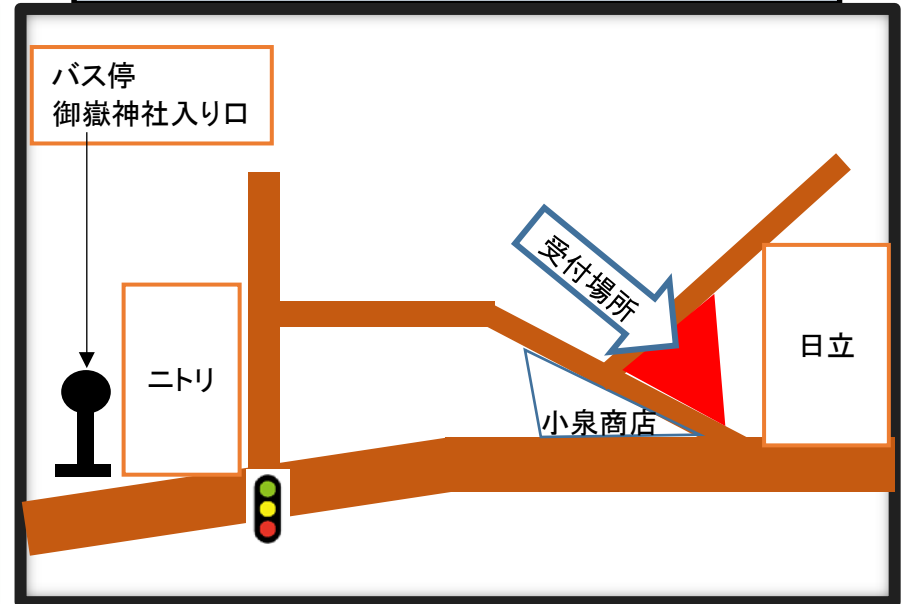 バス停
御嶽神社入り口
受付場所
ニトリ
日立
小泉商店